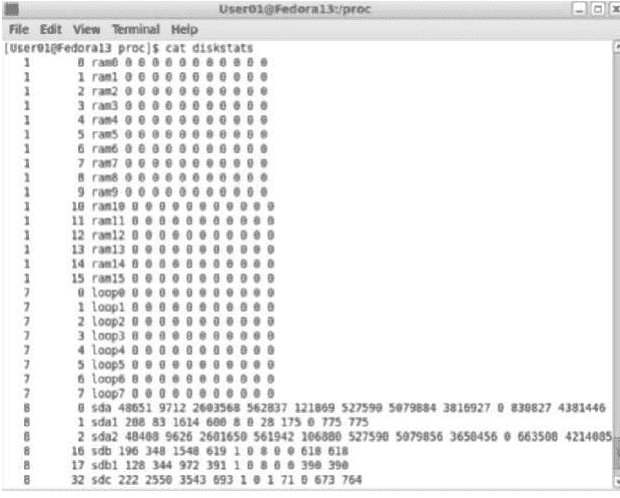 User01@Fedora13:/proc
File Edit View Terminal Help
[User01@Fedora13 proc]$ cat diskstats
1 0 ram0 0 0 0 0 0 0 0 0 0 0 0
1 1 ram1 0 0 0 0 0 0 0 0 0 0 0
1 2 ram2 0 0 0 0 0 0 0 0 0 0 0
1 3 ram3 0 0 0 0 0 0 0 0 0 0 0
1 4 ram4 0 0 0 0 0 0 0 0 0 0 0
1 5 ram5 0 0 0 0 0 0 0 0 0 0 0
1 6 ram6 0 0 0 0 0 0 0 0 0 0 0
1 7 ram7 0 0 0 0 0 0 0 0 0 0 0
1 8 ram8 0 0 0 0 0 0 0 0 0 0 0
1 9 ram9 0 0 0 0 0 0 0 0 0 0 0
1 10 ram10 0 0 0 0 0 0 0 0 0 0 0
1 11 ram11 0 0 0 0 0 0 0 0 0 0 0
1 12 ram12 0 0 0 0 0 0 0 0 0 0 0
1 13 ram13 0 0 0 0 0 0 0 0 0 0 0
1 14 ram14 0 0 0 0 0 0 0 0 0 0 0
1 15 ram15 0 0 0 0 0 0 0 0 0 0 0
7 0 loop0 0 0 0 0 0 0 0 0 0 0 0
7 1 loop1 0 0 0 0 0 0 0 0 0 0 0
7 2 loop2 0 0 0 0 0 0 0 0 0 0 0
7 3 loop3 0 0 0 0 0 0 0 0 0 0 0
7 4 loop4 0 0 0 0 0 0 0 0 0 0 0
7 5 loop5 0 0 0 0 0 0 0 0 0 0 0
7 6 loop6 0 0 0 0 0 0 0 0 0 0 0
7 7 loop7 0 0 0 0 0 0 0 0 0 0 0
8 0 sda 48651 9712 2603568 562837 121869 527590 5079884 3816927 0 830827 4381446
8 1 sda1 208 83 1614 600 8 0 28 175 0 775 775
8 2 sda2 48408 9626 2601650 561942 106880 527590 5079856 3650456 0 663508 4214085
8 16 sdb 196 348 1548 619 1 0 8 0 0 618 618
8 17 sdb1 128 344 972 391 1 0 8 0 0 390 390
8 32 sdc 222 2550 3543 693 1 0 1 71 0 673 764